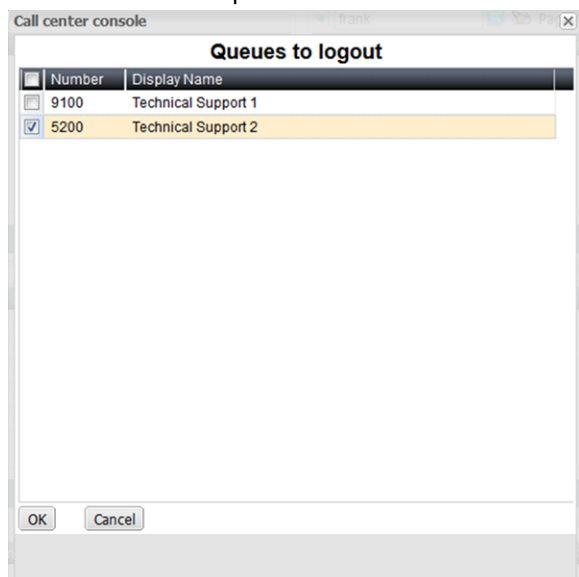 Call center console
frank
Queues to logout
Number Display Name
9100 Technical Support 1
5200 Technical Support 2
OK Cancel